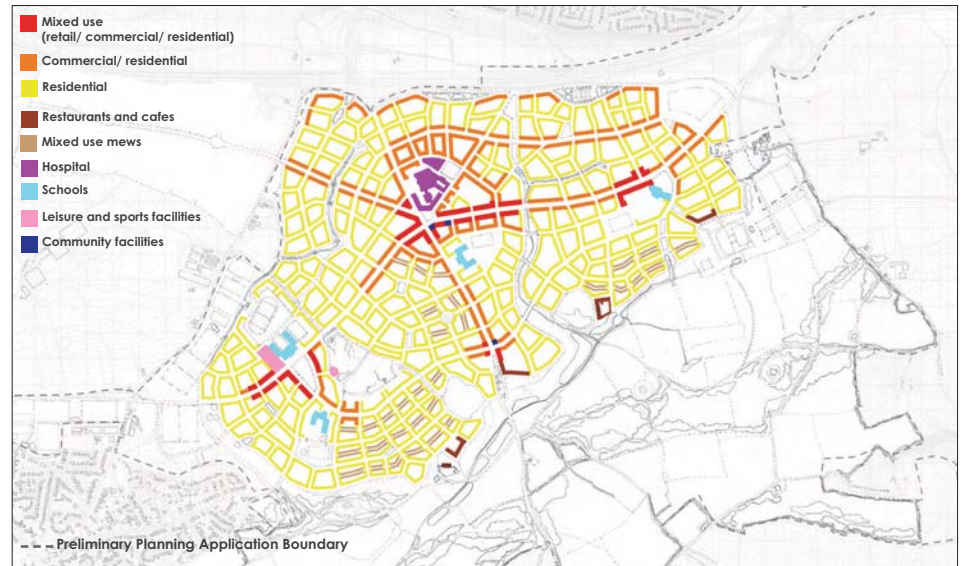 Mixed use
(retail/ commercial/ residential)
Commercial/ residential
Residential
Restaurants and cafes
Mixed use mews
Hospital
Schools
Leisure and sports facilities
Community facilities
Preliminary Planning Application Boundary